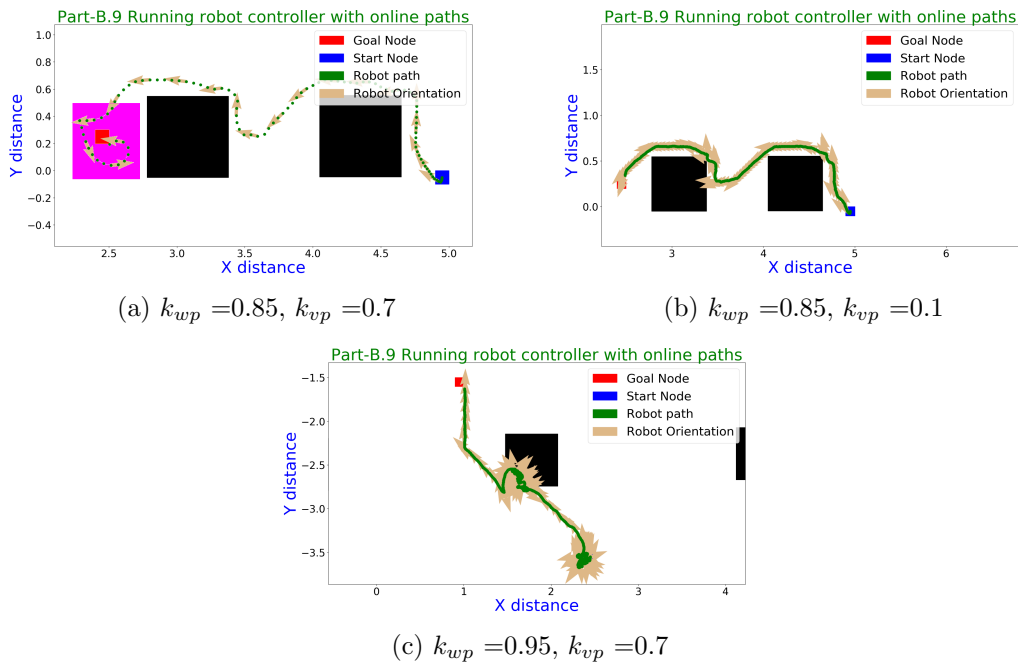 Part-B.9 Running robot controller with online paths
Goal Node
Start Node
Robot path
Robot Orientation
Y distance
1.0
0.8
0.6
0.4
0.2
0.0
−0.2
−0.4
2.5 3.0 3.5 4.0 4.5 5.0
X distance
(a) k_wp =0.85, k_vp =0.7
Part-B.9 Running robot controller with online paths
Goal Node
Start Node
Robot path
Robot Orientation
Y distance
1.5
1.0
0.5
0.0
3 4 5 6
X distance
(b) k_wp =0.85, k_vp =0.1
Part-B.9 Running robot controller with online paths
Goal Node
Start Node
Robot path
Robot Orientation
Y distance
−1.5
−2.0
−2.5
−3.0
−3.5
0 1 2 3 4
X distance
(c) k_wp =0.95, k_vp =0.7